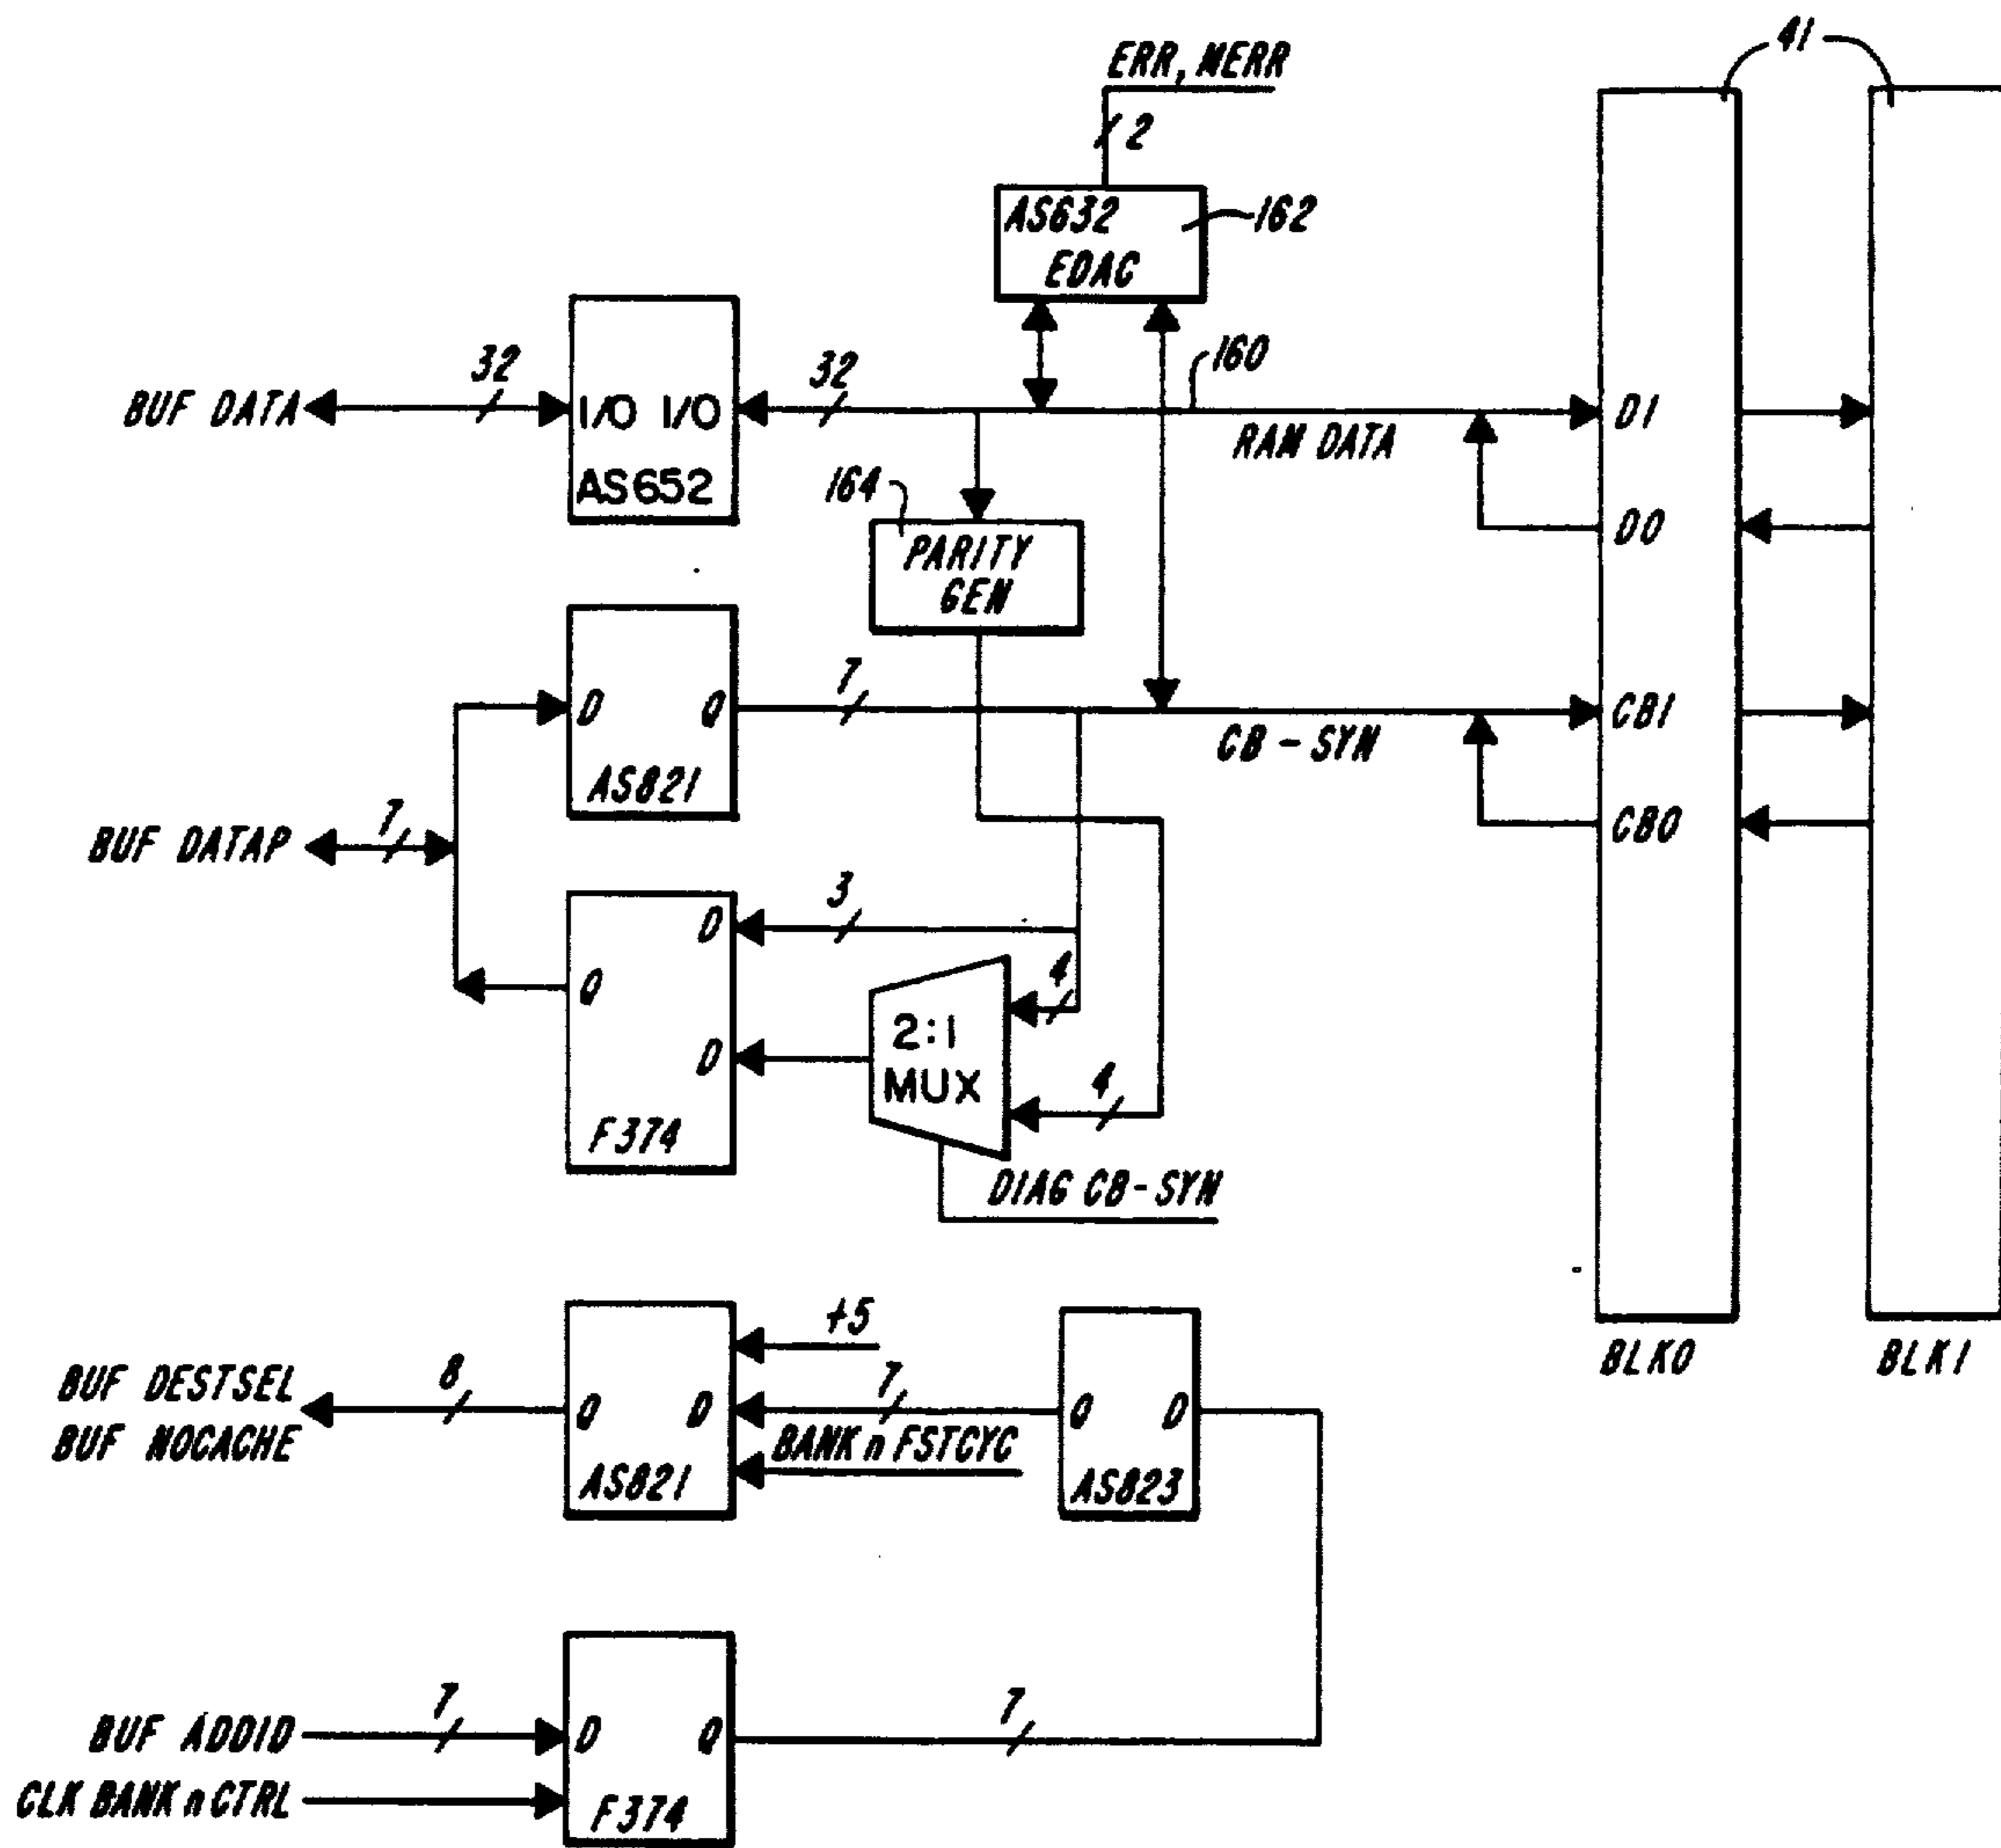 41
ERR, MERR
2
AS632
EDAC
162
32
32
160
BUF DATA
I/O I/O
DI
RAM DATA
AS652
164
DO
PARITY
GEN
7
D Q
CBI
CB-SYN
AS821
7
CBO
BUF DATAP
3
D
4
Q
2:1
MUX
D
4
F374
DIAG CB-SYN
+5
BLK0
BLK1
BUF DESTSEL
8
7
Q D
Q D
BUF NOCACHE
BANK n FSTCYC
AS821
AS823
7
7
BUF ADDID
D Q
CLK BANK n CTRL
F374